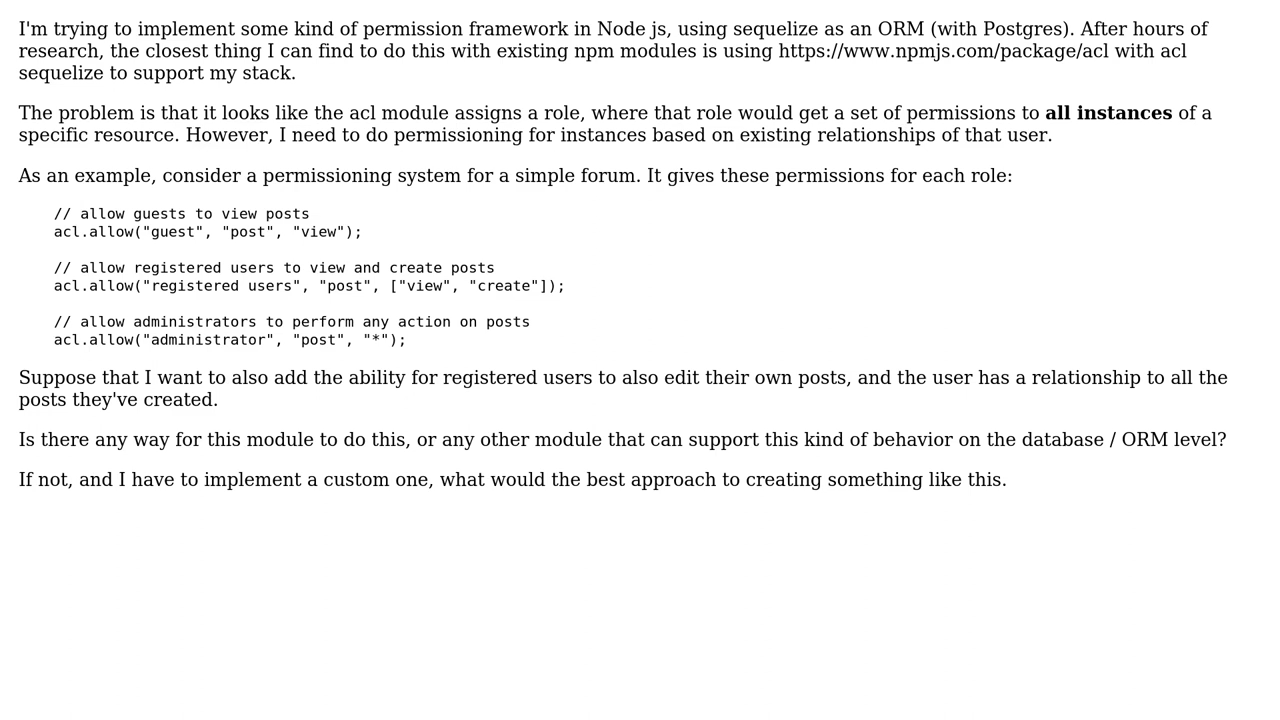 I'm trying to implement some kind of permission framework in Node js, using sequelize as an ORM (with Postgres). After hours of
research, the closest thing I can find to do this with existing npm modules is using https://www.npmjs.com/package/acl with acl
sequelize to support my stack.
The problem is that it looks like the acl module assigns a role, where that role would get a set of permissions to all instances of a
specific resource. However, I need to do permissioning for instances based on existing relationships of that user.
As an example, consider a permissioning system for a simple forum. It gives these permissions for each role:
// allow guests to view posts
acl.allow("guest", "post", "view");
// allow registered users to view and create posts
acl.allow("registered users", "post", ["view", "create"]);
// allow administrators to perform any action on posts
acl.allow("administrator", "post", "*");
Suppose that I want to also add the ability for registered users to also edit their own posts, and the user has a relationship to all the
posts they've created.
Is there any way for this module to do this, or any other module that can support this kind of behavior on the database / ORM level?
If not, and I have to implement a custom one, what would the best approach to creating something like this.